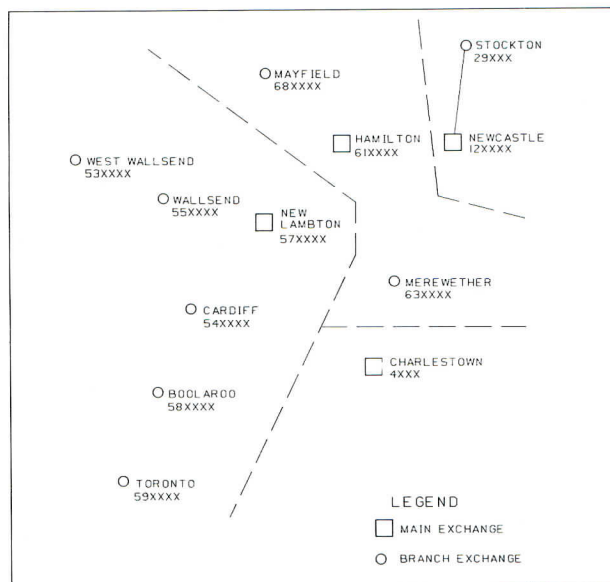 STOCKTON
29XXX
MAYFIELD
68XXXX
HAMILTON
61XXXX
NEWCASTLE
12XXXX
WEST WALLSEND
53XXXX
WALLSEND
55XXXX
NEW
LAMBTON
57XXXX
MEREWETHER
63XXXX
CARDIFF
54XXXX
CHARLESTOWN
4XXX
BOOLAROO
58XXXX
TORONTO
59XXXX
LEGEND
MAIN EXCHANGE
BRANCH EXCHANGE